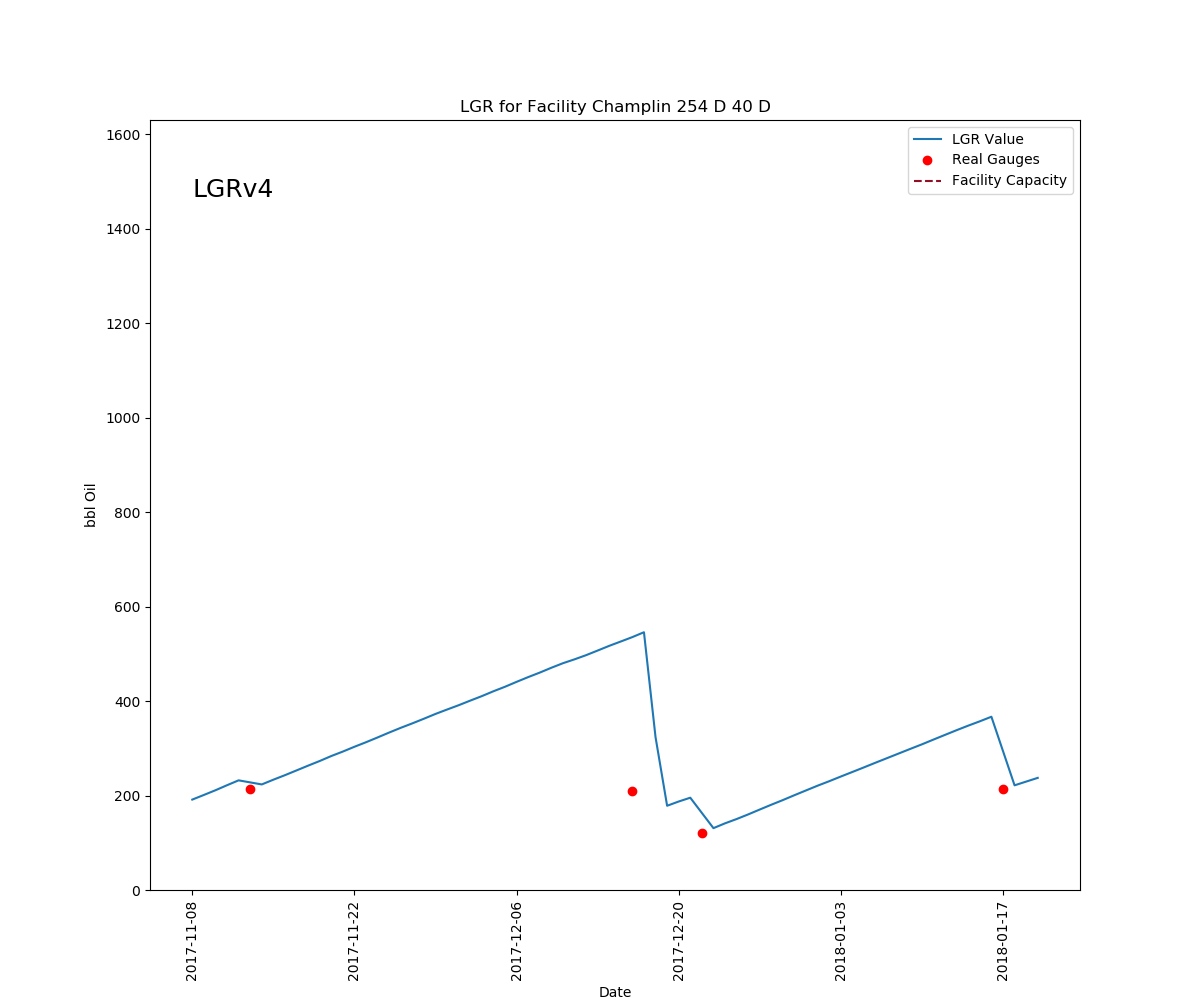 LGR for Facility Champlin 254 D 40 D
1600
1400
1200
1000
800
600
400
200
0
bbl Oil
LGRv4
LGR Value
Real Gauges
Facility Capacity
2017-11-08
2017-11-22
2017-12-06
2017-12-20
2018-01-03
2018-01-17
Date